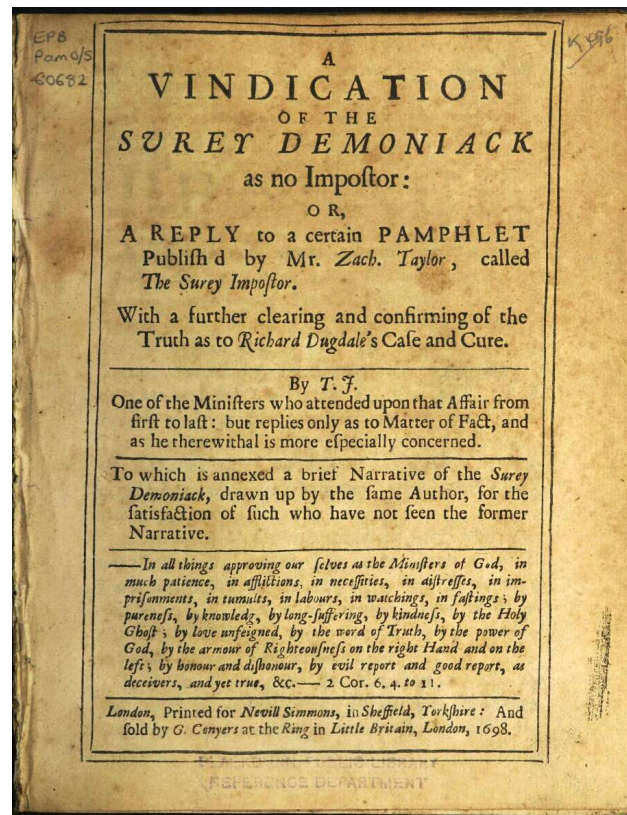 EPB
Pam O/S
60682
A
VINDICATION
OF THE
SUREY DEMONIACK
as no Impoſtor:
OR,
A REPLY to a certain PAMPHLET
Publiſh d by Mr. Zach. Taylor, called
The Surey Impoſtor.
With a further clearing and confirming of the
Truth as to Richard Dugdale's Caſe and Cure.
By T. J.
One of the Miniſters who attended upon that Affair from
firſt to laſt: but replies only as to Matter of Fact, and
as he therewithal is more eſpecially concerned.
To which is annexed a brief Narrative of the Surey
Demoniack, drawn up by the ſame Author, for the
ſatisfaction of ſuch who have not ſeen the former
Narrative.
——In all things approving our ſelves as the Miniſters of God, in
much patience, in afflictions, in neceſſities, in diſtreſſes, in im-
priſonments, in tumults, in labours, in watchings, in faſtings; by
pureneſs, by knowledg, by long-ſuffering, by kindneſs, by the Holy
Ghoſt; by love unfeigned, by the word of Truth, by the power of
God, by the armour of Righteouſneſs on the right Hand and on the
left; by honour and diſhonour, by evil report and good report, as
deceivers, and yet true, &c.—— 2 Cor. 6. 4. to 11.
London, Printed for Nevill Simmons, in Sheffield, Yorkſhire: And
ſold by G. Conyers at the Ring in Little Britain, London, 1698.
PUBLIC LIBRARY
REFERENCE DEPARTMENT